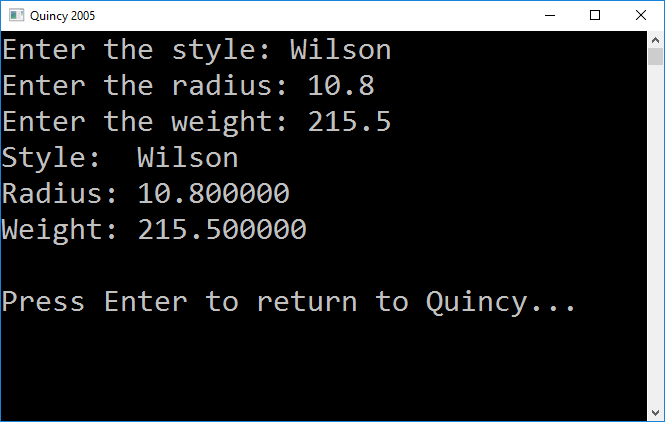 Quincy 2005
Enter the style: Wilson
Enter the radius: 10.8
Enter the weight: 215.5
Style:  Wilson
Radius: 10.800000
Weight: 215.500000
Press Enter to return to Quincy...